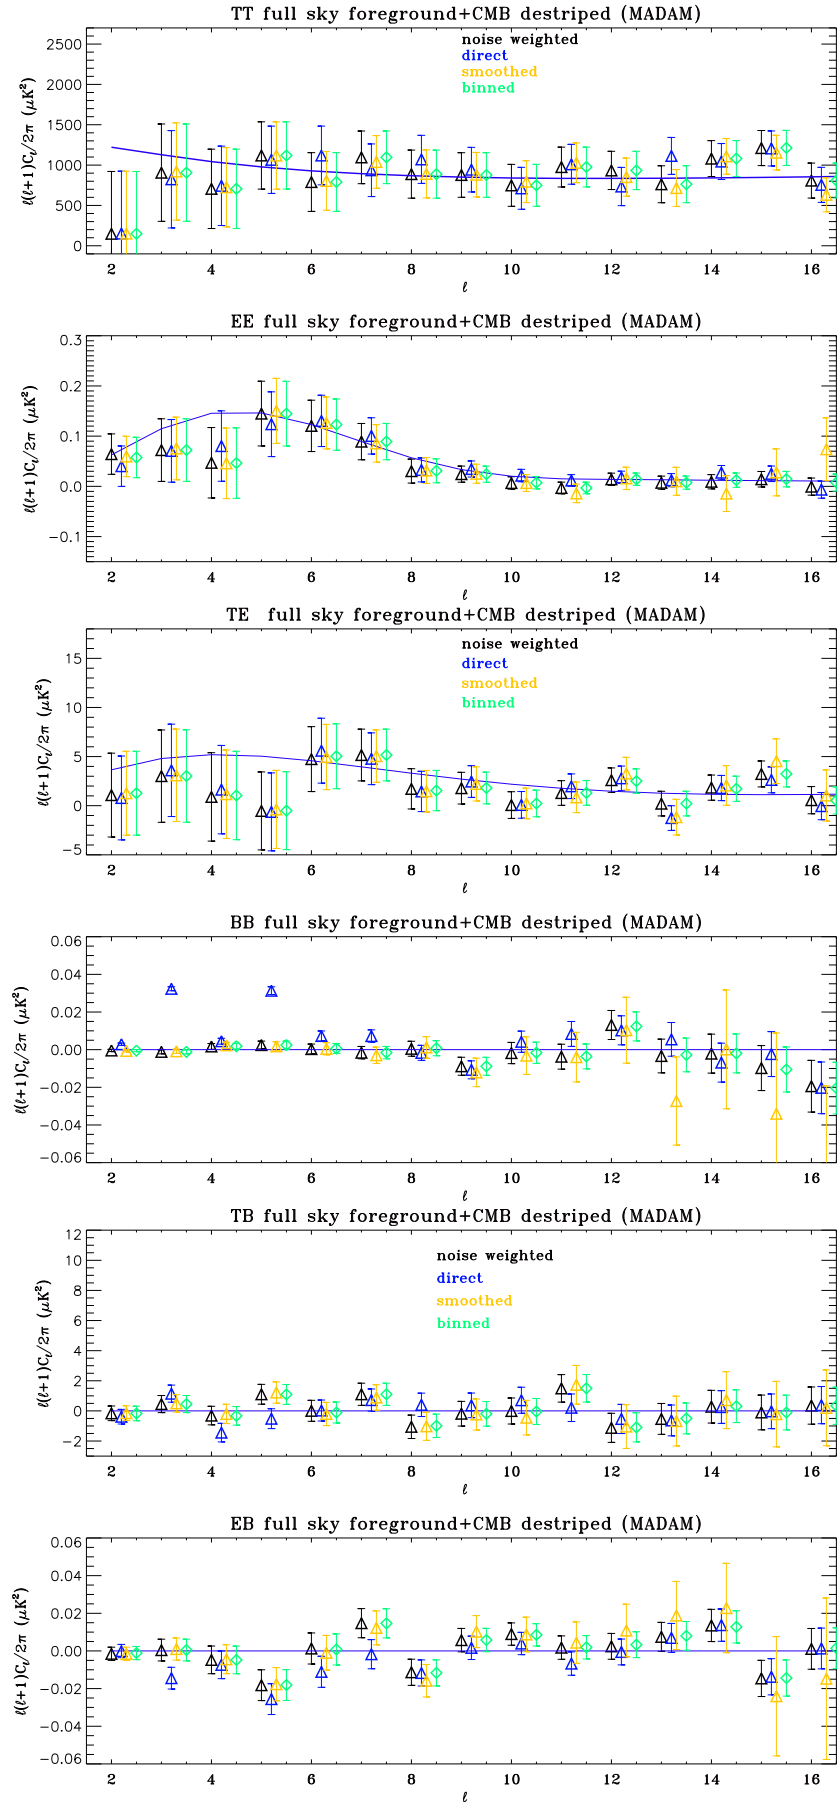 TT full sky foreground+CMB destriped (MADAM)
noise weighted
direct
smoothed
binned
ℓ(ℓ+1)Cℓ/2π (μK²)
2500
2000
1500
1000
500
0
2 4 6 8 10 12 14 16
ℓ
EE full sky foreground+CMB destriped (MADAM)
ℓ(ℓ+1)Cℓ/2π (μK²)
0.3
0.2
0.1
0.0
−0.1
2 4 6 8 10 12 14 16
ℓ
TE full sky foreground+CMB destriped (MADAM)
noise weighted
direct
smoothed
binned
ℓ(ℓ+1)Cℓ/2π (μK²)
15
10
5
0
−5
2 4 6 8 10 12 14 16
ℓ
BB full sky foreground+CMB destriped (MADAM)
ℓ(ℓ+1)Cℓ/2π (μK²)
0.06
0.04
0.02
0.00
−0.02
−0.04
−0.06
2 4 6 8 10 12 14 16
ℓ
TB full sky foreground+CMB destriped (MADAM)
noise weighted
direct
smoothed
binned
ℓ(ℓ+1)Cℓ/2π (μK²)
12
10
8
6
4
2
0
−2
2 4 6 8 10 12 14 16
ℓ
EB full sky foreground+CMB destriped (MADAM)
ℓ(ℓ+1)Cℓ/2π (μK²)
0.06
0.04
0.02
0.00
−0.02
−0.04
−0.06
2 4 6 8 10 12 14 16
ℓ